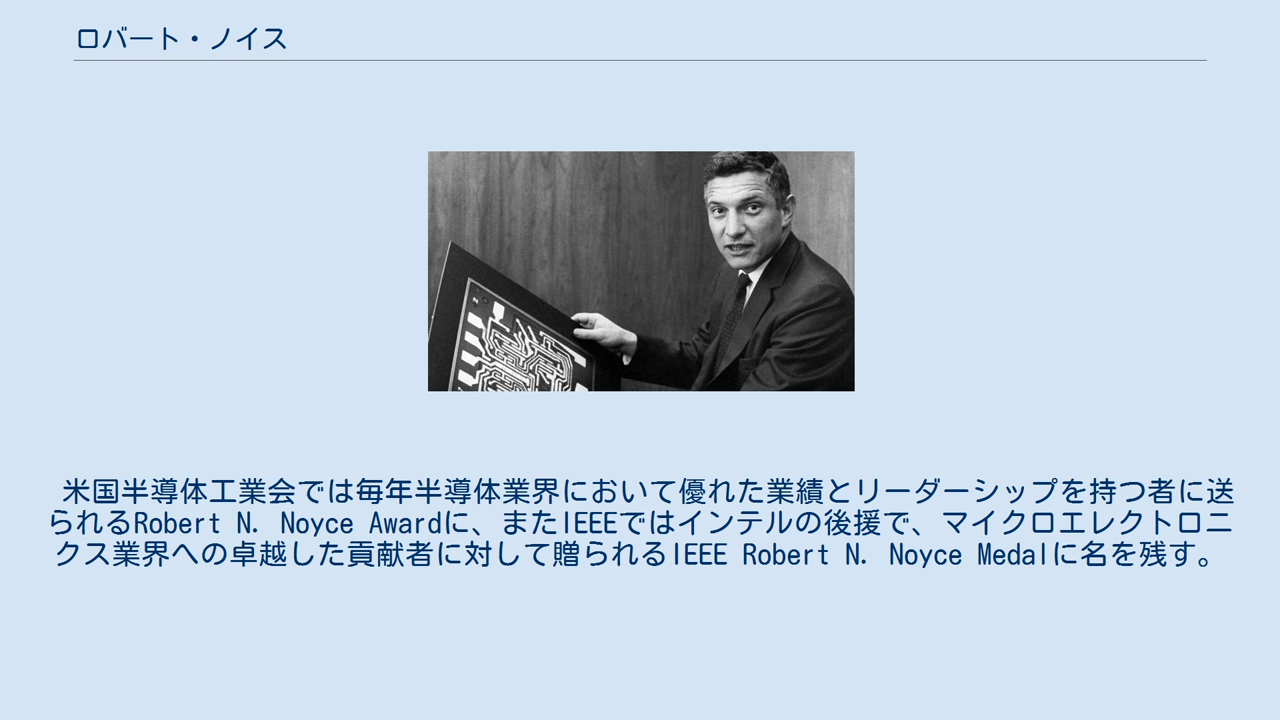 ロバート・ノイス
米国半導体工業会では毎年半導体業界において優れた業績とリーダーシップを持つ者に送
られるRobert N. Noyce Awardに、またIEEEではインテルの後援で、マイクロエレクトロニ
クス業界への卓越した貢献者に対して贈られるIEEE Robert N. Noyce Medalに名を残す。